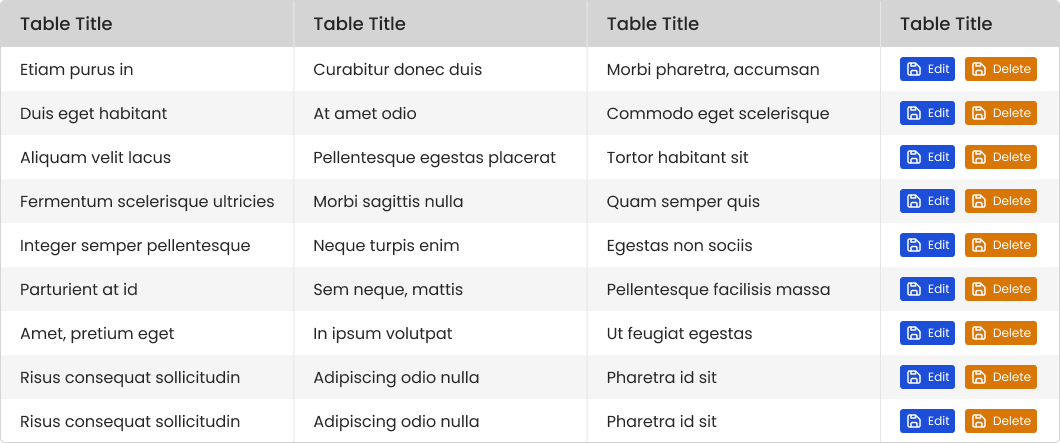 Table Title Table Title Table Title Table Title
Etiam purus in Curabitur donec duis Morbi pharetra, accumsan Edit Delete
Duis eget habitant At amet odio Commodo eget scelerisque Edit Delete
Aliquam velit lacus Pellentesque egestas placerat Tortor habitant sit Edit Delete
Fermentum scelerisque ultricies Morbi sagittis nulla Quam semper quis Edit Delete
Integer semper pellentesque Neque turpis enim Egestas non sociis Edit Delete
Parturient at id Sem neque, mattis Pellentesque facilisis massa Edit Delete
Amet, pretium eget In ipsum volutpat Ut feugiat egestas Edit Delete
Risus consequat sollicitudin Adipiscing odio nulla Pharetra id sit Edit Delete
Risus consequat sollicitudin Adipiscing odio nulla Pharetra id sit Edit Delete